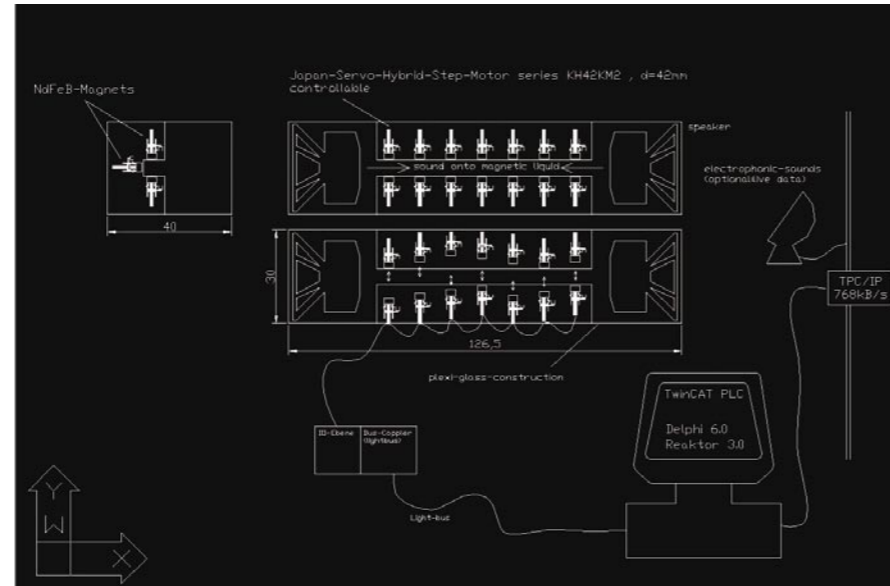 Japan-Servo-Hybrid-Step-Motor series KH42KM2 , d=42mm
controllable
NdFeB-Magnets
speaker
sound onto magnetic liquid
electrophonic-sounds
40
30
TPC/IP
768kB/s
126,5
plexi-glass-construction
TwinCAT PLC
Delphi 6.0
Reaktor 3.0
Bus-Coppler
(lightbus)
Light-bus
Y
W
X